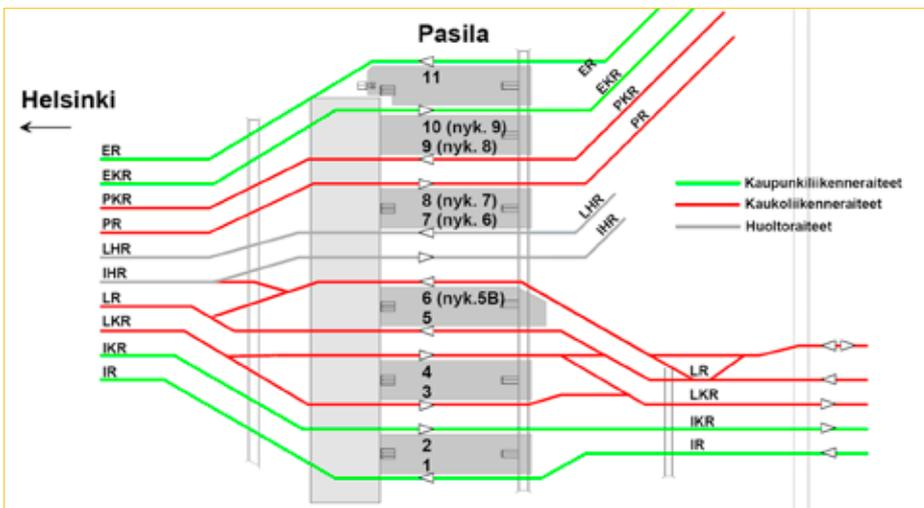 Pasila
Helsinki
ER
EKR
PKR
PR
LHR
IHR
LR
LKR
IKR
IR
11
10 (nyk. 9)
9 (nyk. 8)
8 (nyk. 7)
7 (nyk. 6)
6 (nyk.5B)
5
4
3
2
1
ER
EKR
PKR
PR
LHR
IHR
Kaupunkiliikenneraiteet
Kaukoliikenneraiteet
Huoltoraiteet
LR
LKR
IKR
IR